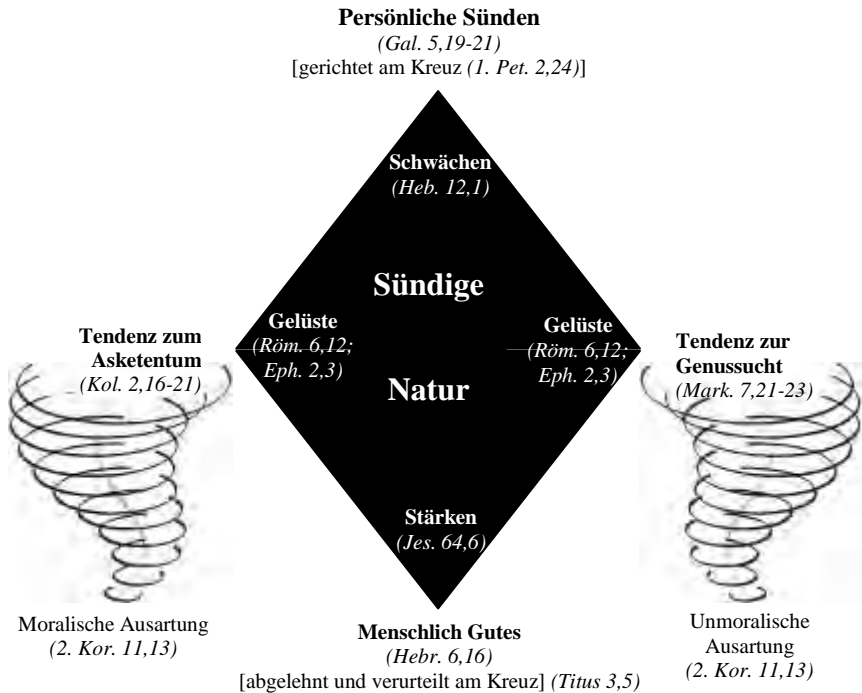 Persönliche Sünden
(Gal. 5,19-21)
[gerichtet am Kreuz (1. Pet. 2,24)]
Schwächen
(Heb. 12,1)
Sündige
Gelüste
(Röm. 6,12;
Eph. 2,3)
Gelüste
(Röm. 6,12;
Eph. 2,3)
Tendenz zum
Asketentum
(Kol. 2,16-21)
Tendenz zur
Genussucht
(Mark. 7,21-23)
Natur
Stärken
(Jes. 64,6)
Moralische Ausartung
(2. Kor. 11,13)
Menschlich Gutes
(Hebr. 6,16)
[abgelehnt und verurteilt am Kreuz] (Titus 3,5)
Unmoralische
Ausartung
(2. Kor. 11,13)